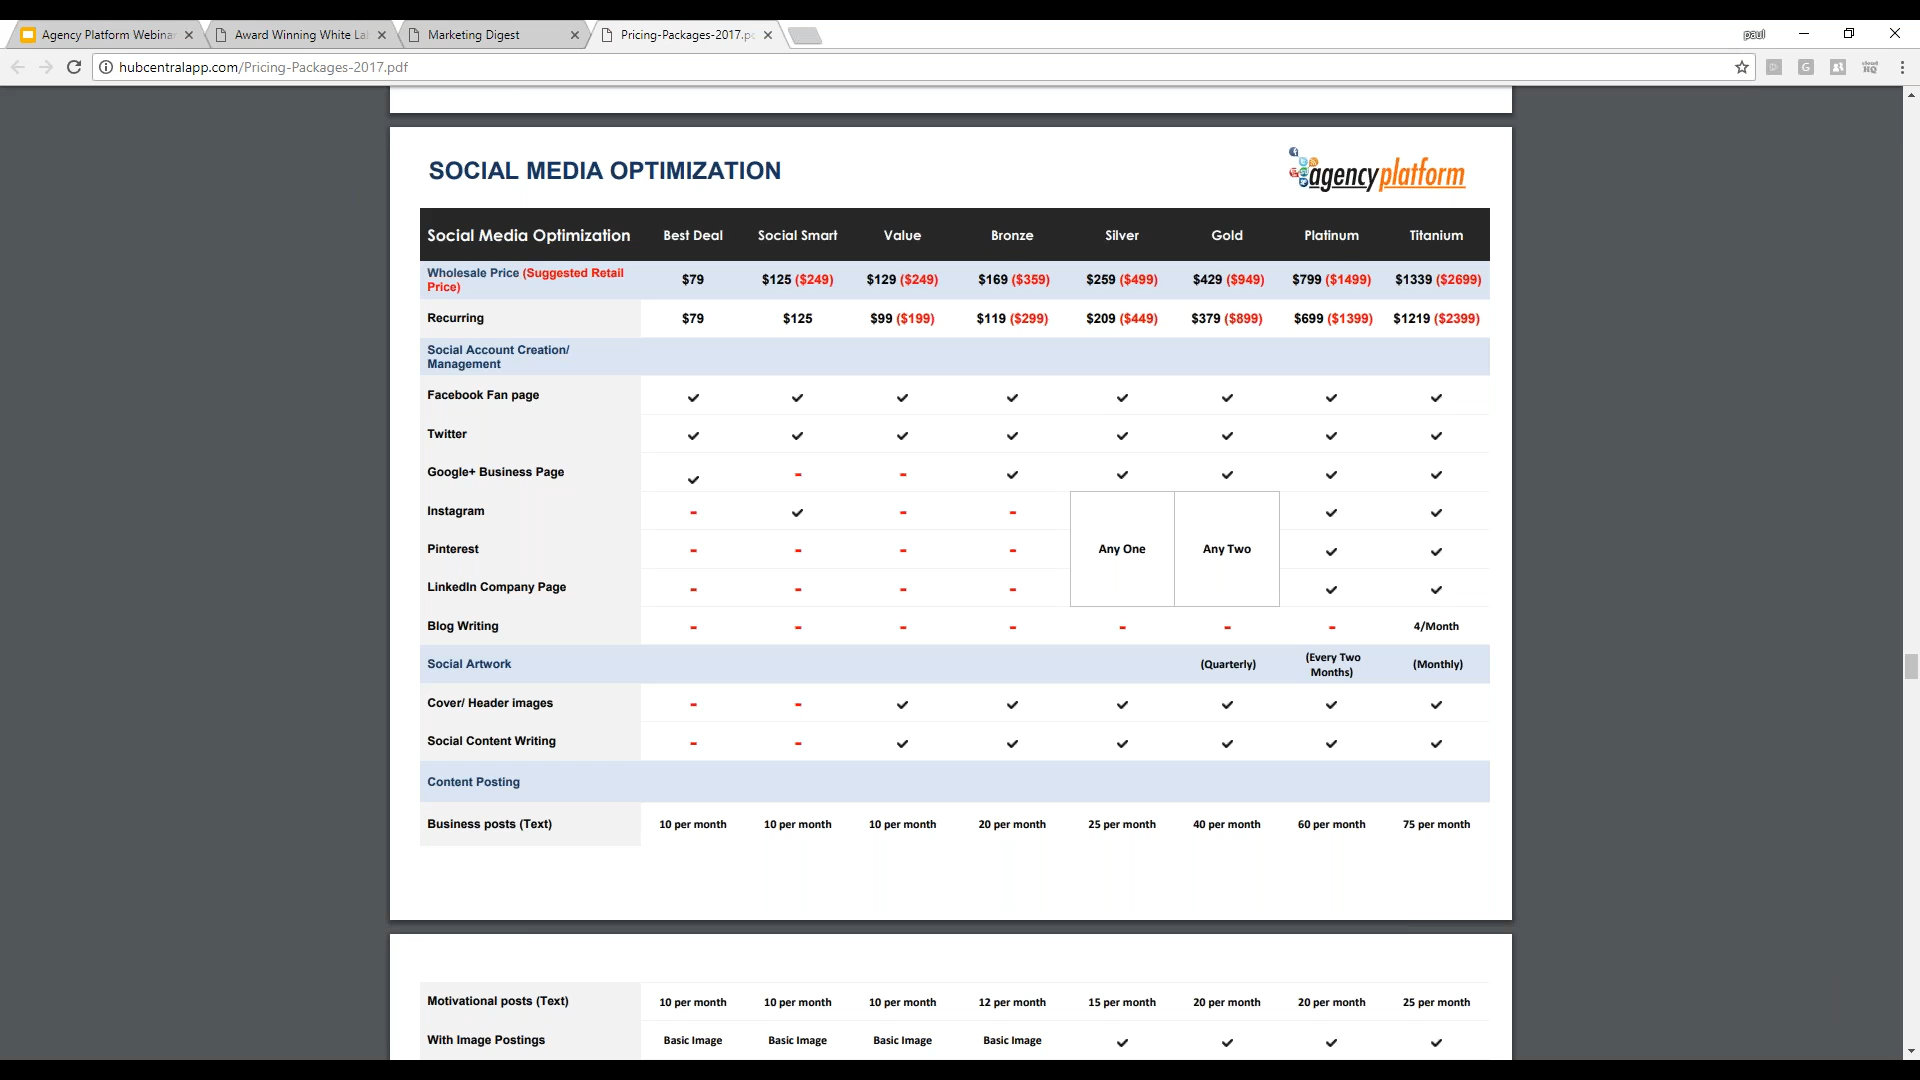 Agency Platform Webina
Award Winning White La
Marketing Digest
Pricing-Packages-2017.p
paul
hubcentralapp.com/Pricing-Packages-2017.pdf
SOCIAL MEDIA OPTIMIZATION
agencyplatform
Social Media Optimization Best Deal Social Smart Value Bronze Silver Gold Platinum Titanium
Wholesale Price (Suggested Retail
Price)
$79 $125 ($249) $129 ($249) $169 ($359) $259 ($499) $429 ($949) $799 ($1499) $1339 ($2699)
Recurring $79 $125 $99 ($199) $119 ($299) $209 ($449) $379 ($899) $699 ($1399) $1219 ($2399)
Social Account Creation/
Management
Facebook Fan page ✓ ✓ ✓ ✓ ✓ ✓ ✓ ✓
Twitter ✓ ✓ ✓ ✓ ✓ ✓ ✓ ✓
Google+ Business Page ✓ - - ✓ ✓ ✓ ✓ ✓
Instagram - ✓ - - ✓ ✓
Pinterest - - - - Any One Any Two ✓ ✓
LinkedIn Company Page - - - - ✓ ✓
Blog Writing - - - - - - - 4/Month
Social Artwork (Quarterly) (Every Two
Months) (Monthly)
Cover/ Header images - - ✓ ✓ ✓ ✓ ✓ ✓
Social Content Writing - - ✓ ✓ ✓ ✓ ✓ ✓
Content Posting
Business posts (Text) 10 per month 10 per month 10 per month 20 per month 25 per month 40 per month 60 per month 75 per month
Motivational posts (Text) 10 per month 10 per month 10 per month 12 per month 15 per month 20 per month 20 per month 25 per month
With Image Postings Basic Image Basic Image Basic Image Basic Image ✓ ✓ ✓ ✓